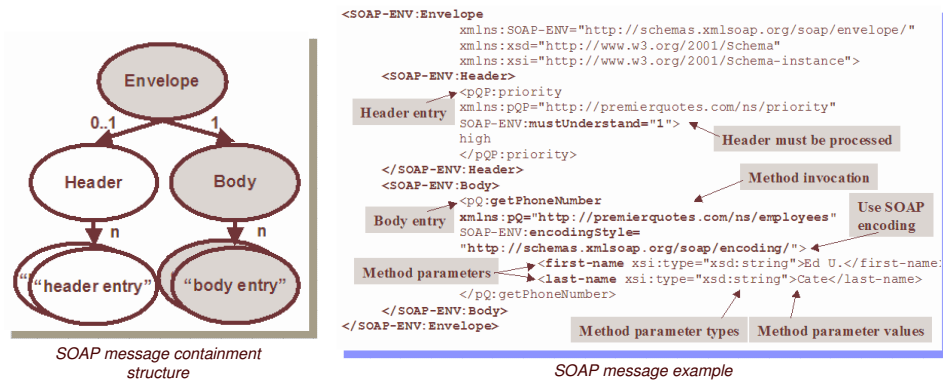 Envelope
0..1
1
Header
Body
n
n
"header entry"
"body entry"
SOAP message containment
structure
<SOAP-ENV:Envelope
xmlns:SOAP-ENV="http://schemas.xmlsoap.org/soap/envelope/"
xmlns:xsd="http://www.w3.org/2001/Schema"
xmlns:xsi="http://www.w3.org/2001/Schema-instance">
<SOAP-ENV:Header>
<pQP:priority
Header entry
xmlns:pQP="http://premierquotes.com/ns/priority"
SOAP-ENV:mustUnderstand="1">
Header must be processed
high
</pQP:priority>
</SOAP-ENV:Header>
<SOAP-ENV:Body>
Method invocation
<pQ:getPhoneNumber
Body entry
xmlns:pQ="http://premierquotes.com/ns/employees"
Use SOAP
encoding
SOAP-ENV:encodingStyle=
"http://schemas.xmlsoap.org/soap/encoding/">
Method parameters
<first-name xsi:type="xsd:string">Ed U.</first-name
<last-name xsi:type="xsd:string">Cate</last-name>
</pQ:getPhoneNumber>
</SOAP-ENV:Body>
</SOAP-ENV:Envelope>
Method parameter types
Method parameter values
SOAP message example